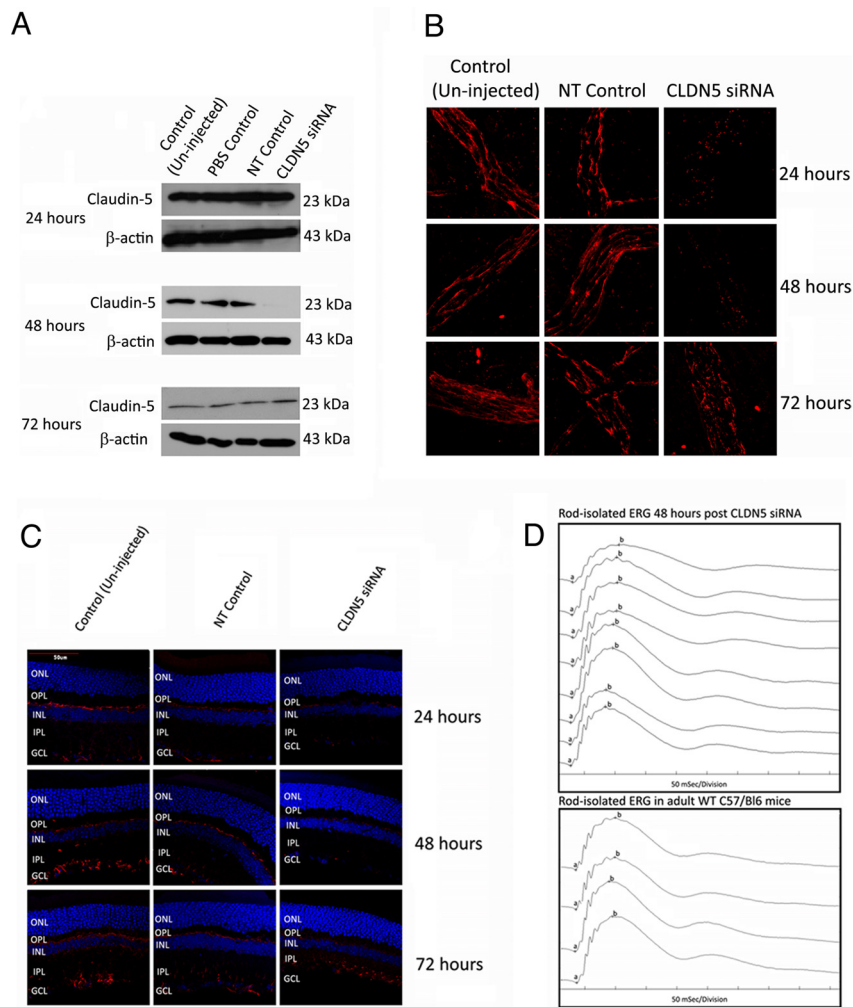 A
Control
(Un-injected)
PBS Control
NT Control
CLDN5 siRNA
24 hours
Claudin-5
23 kDa
β-actin
43 kDa
48 hours
Claudin-5
23 kDa
β-actin
43 kDa
72 hours
Claudin-5
23 kDa
β-actin
43 kDa
B
Control
(Un-injected)
NT Control
CLDN5 siRNA
24 hours
48 hours
72 hours
C
Control (Un-injected)
NT Control
CLDN5 siRNA
50um
ONL
OPL
INL
IPL
GCL
ONL
OPL
INL
IPL
GCL
ONL
OPL
INL
IPL
GCL
24 hours
ONL
OPL
INL
IPL
GCL
ONL
OPL
INL
IPL
GCL
ONL
OPL
INL
IPL
GCL
48 hours
ONL
OPL
INL
IPL
GCL
ONL
OPL
INL
IPL
GCL
ONL
OPL
INL
IPL
GCL
72 hours
D
Rod-isolated ERG 48 hours post CLDN5 siRNA
a
b
a
b
a
b
a
b
a
b
a
b
a
b
a
b
50 mSec/Division
Rod-isolated ERG in adult WT C57/Bl6 mice
a
b
a
b
a
b
a
b
50 mSec/Division